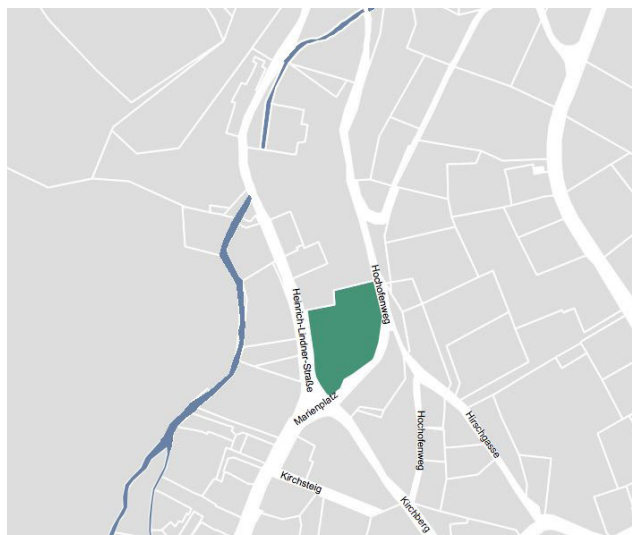 Hochofenweg
Heinrich-Lindner-Straße
Marienplatz
Hochofenweg
Hirschgasse
Kirchsteig
Kirchberg